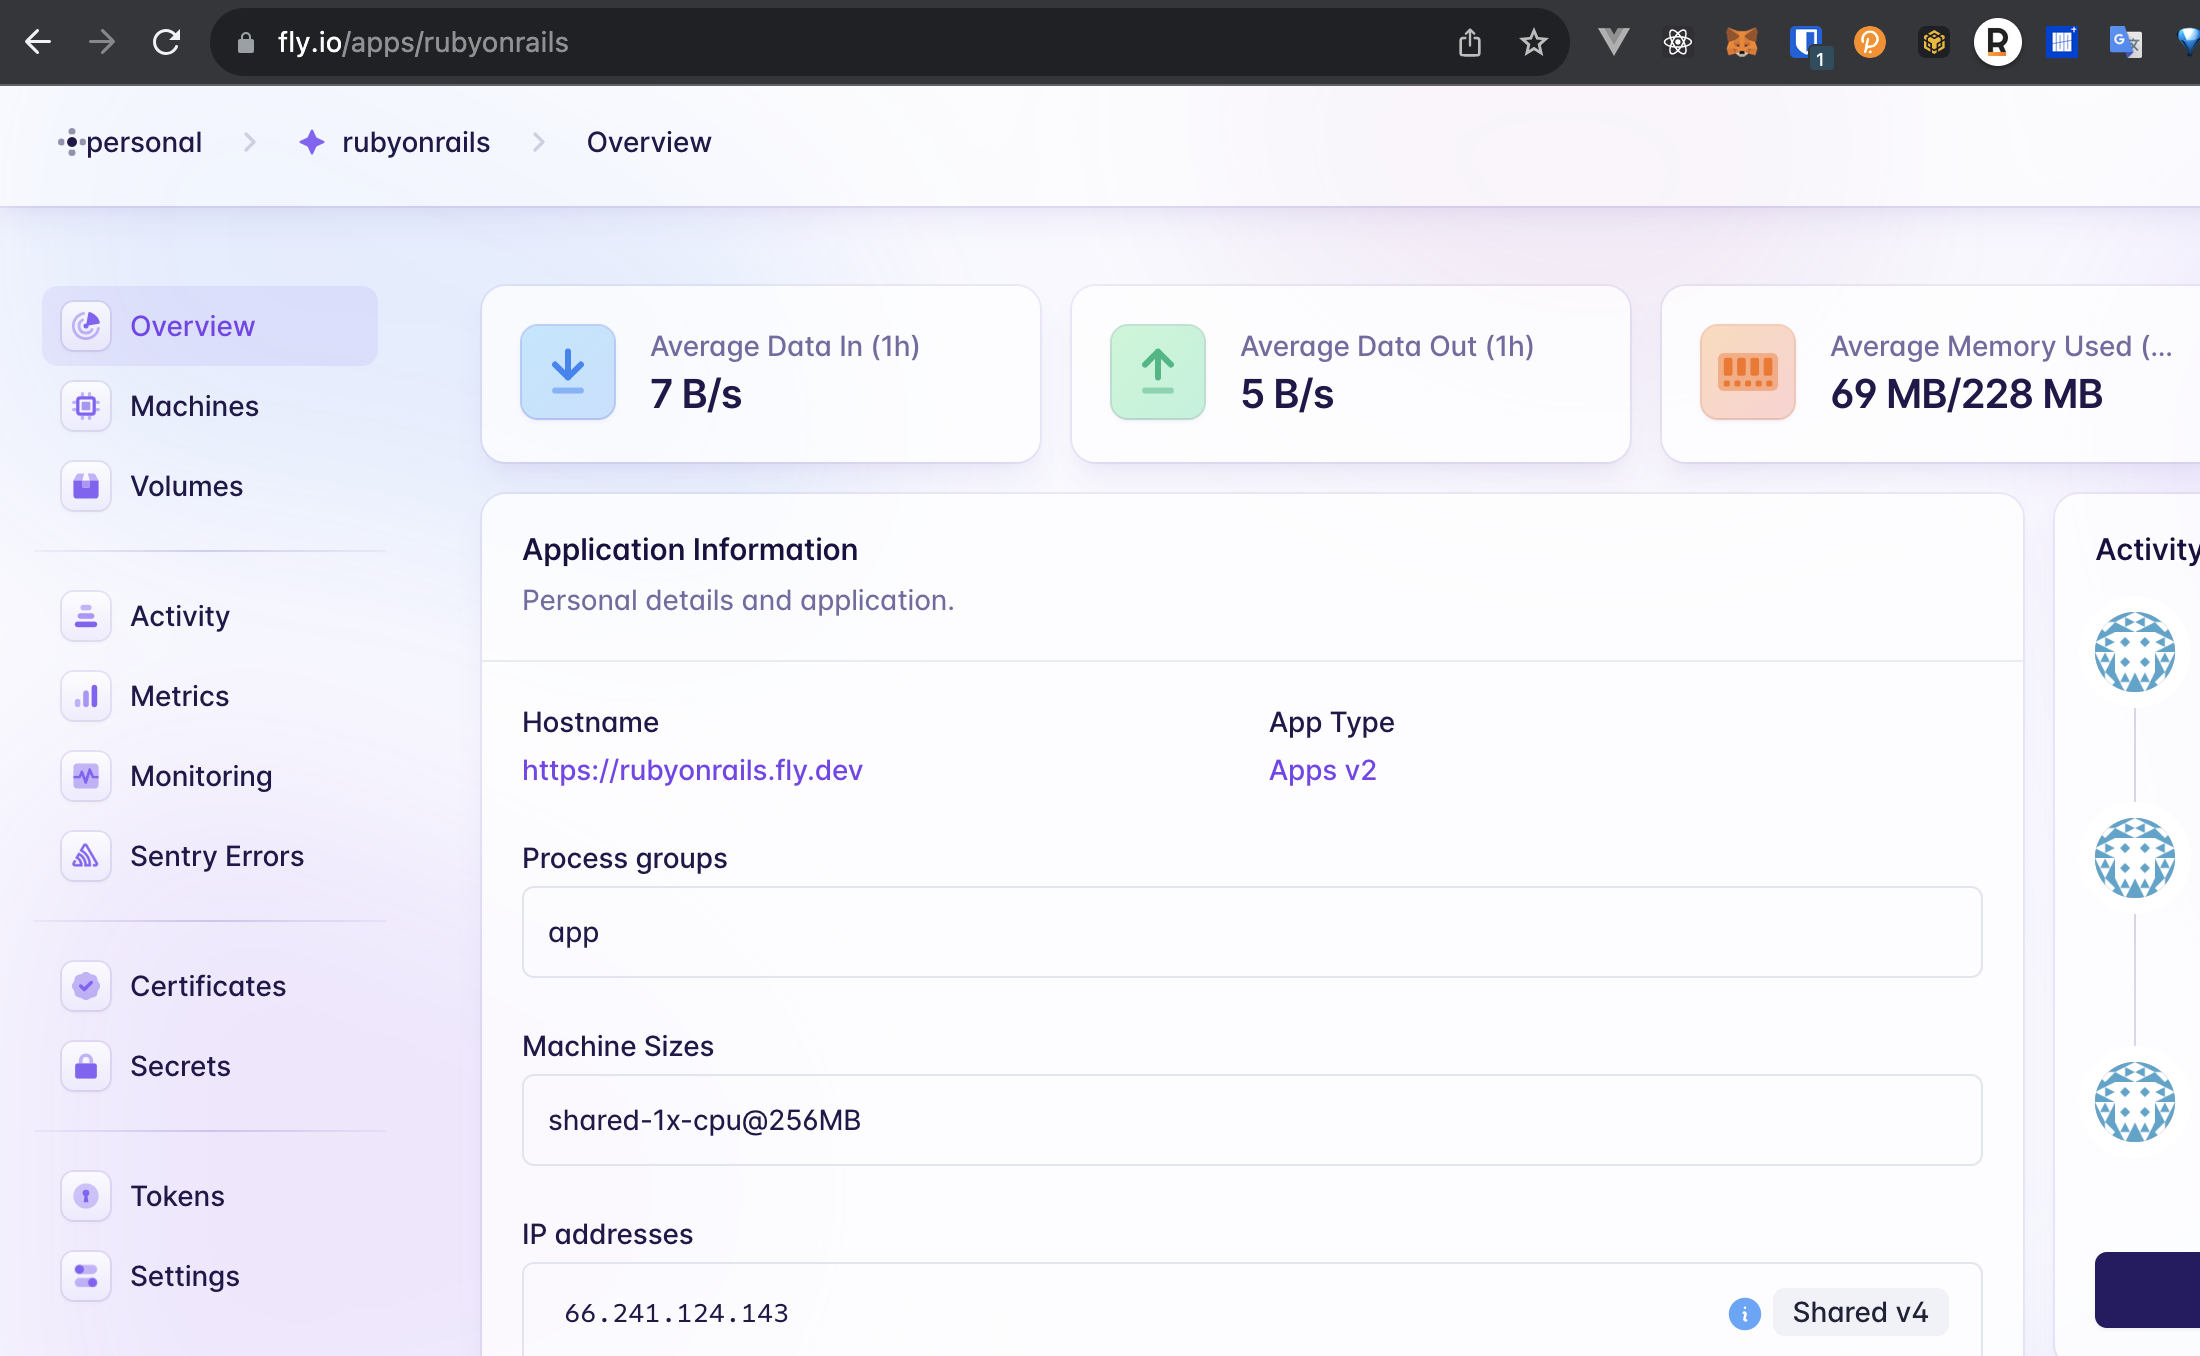 fly.io/apps/rubyonrails
1
personal
rubyonrails
Overview
Overview
Machines
Volumes
Activity
Metrics
Monitoring
Sentry Errors
Certificates
Secrets
Tokens
Settings
Average Data In (1h)
7 B/s
Average Data Out (1h)
5 B/s
Average Memory Used (...
69 MB/228 MB
Application Information
Personal details and application.
Hostname
https://rubyonrails.fly.dev
App Type
Apps v2
Process groups
app
Machine Sizes
shared-1x-cpu@256MB
IP addresses
66.241.124.143
Shared v4
Activity